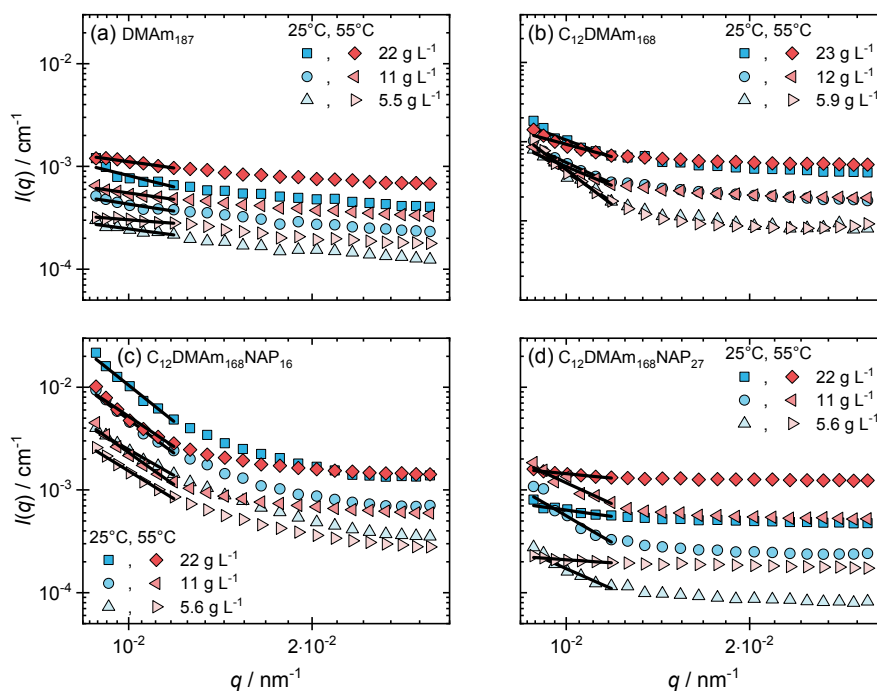 (a) DMAm₁₈₇
25°C, 55°C
, 22 g L⁻¹
, 11 g L⁻¹
, 5.5 g L⁻¹
(b) C₁₂DMAm₁₆₈
25°C, 55°C
, 23 g L⁻¹
, 12 g L⁻¹
, 5.9 g L⁻¹
10⁻²
10⁻³
10⁻⁴
I(q) / cm⁻¹
(c) C₁₂DMAm₁₆₈NAP₁₆
25°C, 55°C
, 22 g L⁻¹
, 11 g L⁻¹
, 5.6 g L⁻¹
(d) C₁₂DMAm₁₆₈NAP₂₇
25°C, 55°C
, 22 g L⁻¹
, 11 g L⁻¹
, 5.6 g L⁻¹
10⁻²
10⁻³
10⁻⁴
I(q) / cm⁻¹
10⁻² 2·10⁻²
10⁻² 2·10⁻²
q / nm⁻¹
q / nm⁻¹